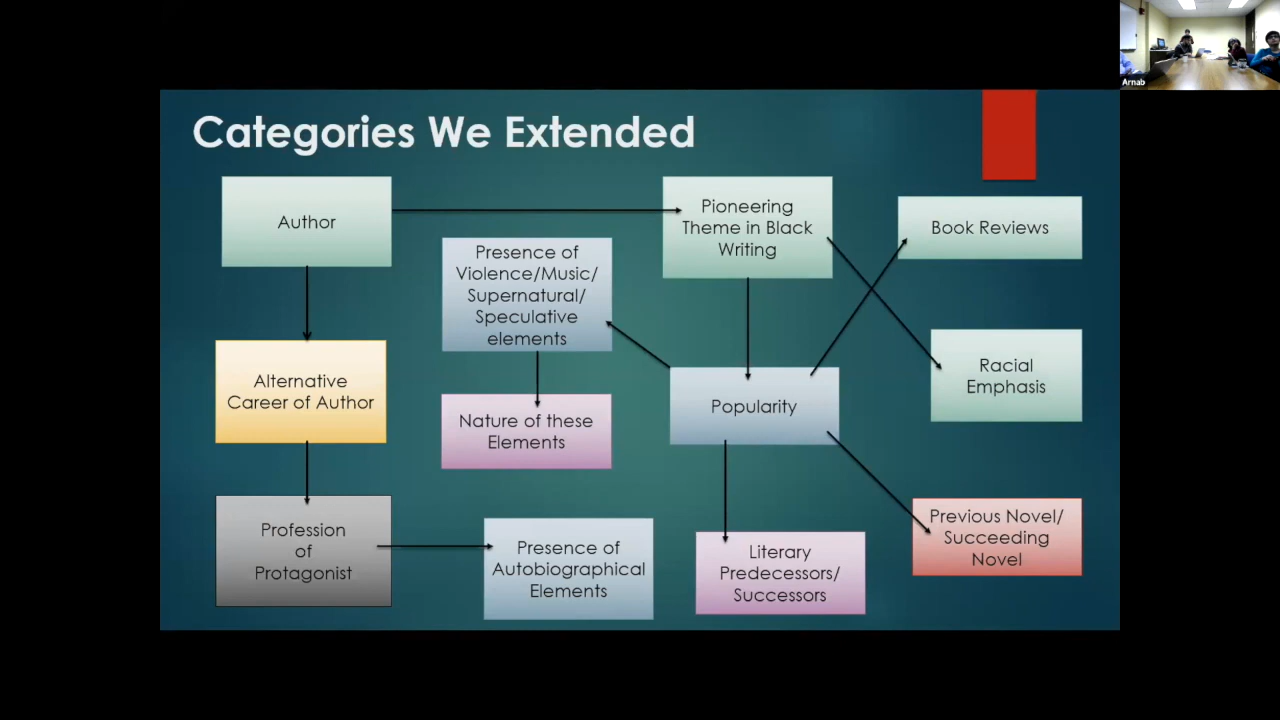 Arnab
Categories We Extended
Author
Pioneering
Theme in Black
Writing
Book Reviews
Presence of
Violence/Music/
Supernatural/
Speculative
elements
Alternative
Career of Author
Racial
Emphasis
Popularity
Nature of these
Elements
Profession
of
Protagonist
Presence of
Autobiographical
Elements
Literary
Predecessors/
Successors
Previous Novel/
Succeeding
Novel